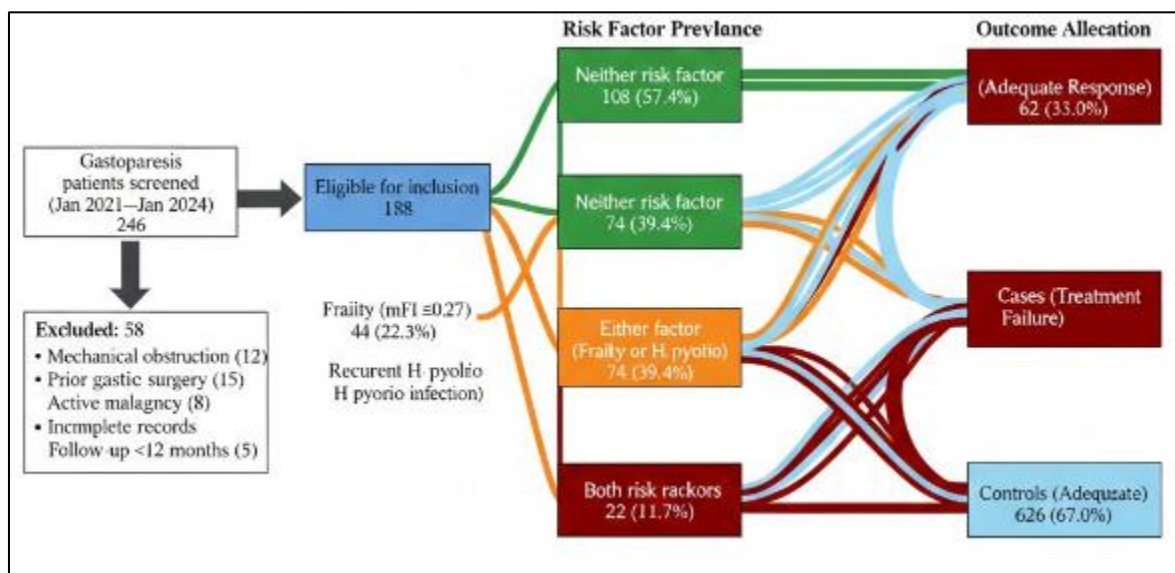 Risk Factor Prevlance
Outcome Allecation
Gastoparesis
patients screened
(Jan 2021—Jan 2024)
246
Excluded: 58
• Mechanical obstruction (12)
• Prior gastic surgery (15)
Active malagncy (8)
• Incmplete records
Follow-up <12 months (5)
Eligible for inclusion
188
Fraiity (mFI ≤0.27)
44 (22.3%)
Recurent H- pyolrio
H pyorio infection)
Neither risk factor
108 (57.4%)
Neither risk factor
74 (39.4%)
Either factor
(Frailty or H. pyotio)
74 (39.4%)
Both risk rackors
22 (11.7%)
(Adequate Response)
62 (33.0%)
Cases (Treatment
Failure)
Controls (Adequzate)
626 (67.0%)